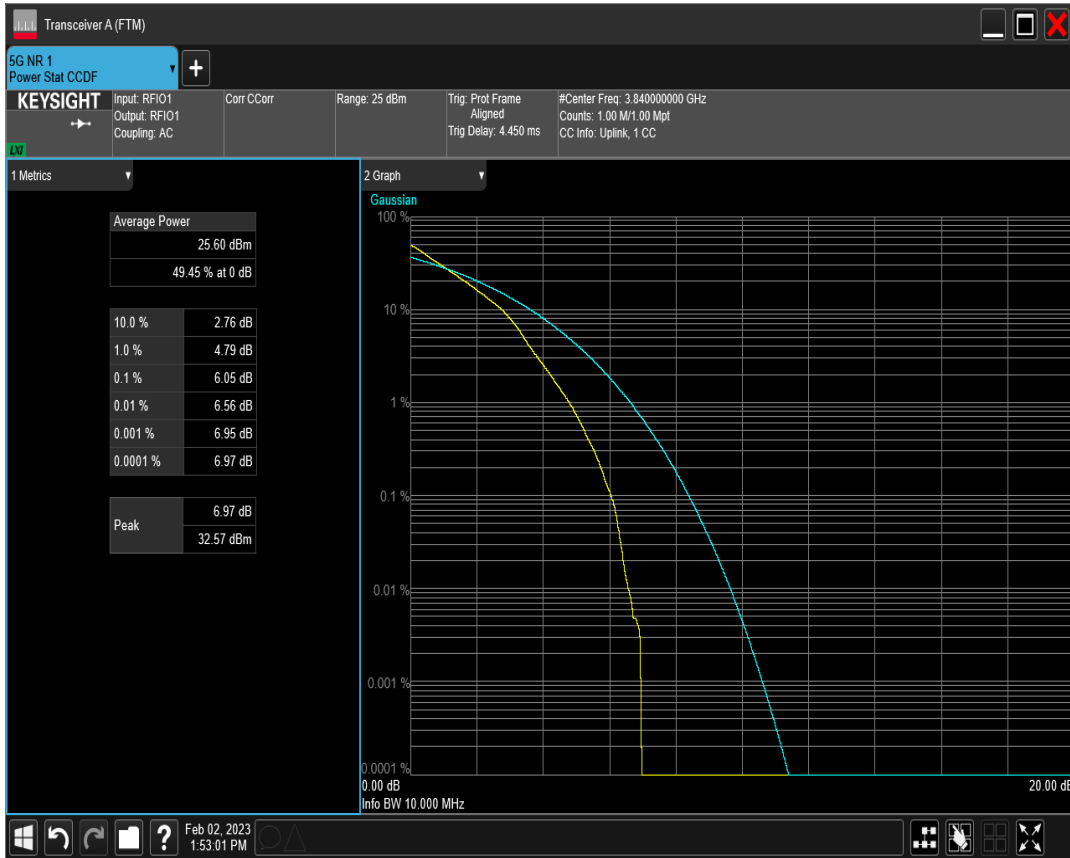 Transceiver A (FTM)
5G NR 1
Power Stat CCDF
+
KEYSIGHT
LXI
Input: RFIO1
Output: RFIO1
Coupling: AC
Corr CCorr
Range: 25 dBm
Trig: Prot Frame
Aligned
Trig Delay: 4.450 ms
#Center Freq: 3.840000000 GHz
Counts: 1.00 M/1.00 Mpt
CC Info: Uplink, 1 CC
1 Metrics
Average Power
25.60 dBm
49.45 % at 0 dB
10.0 % 2.76 dB
1.0 % 4.79 dB
0.1 % 6.05 dB
0.01 % 6.56 dB
0.001 % 6.95 dB
0.0001 % 6.97 dB
Peak
6.97 dB
32.57 dBm
2 Graph
Gaussian
100 %
10 %
1 %
0.1 %
0.01 %
0.001 %
0.0001 %
0.00 dB 20.00 dB
Info BW 10.000 MHz
?
Feb 02, 2023
1:53:01 PM